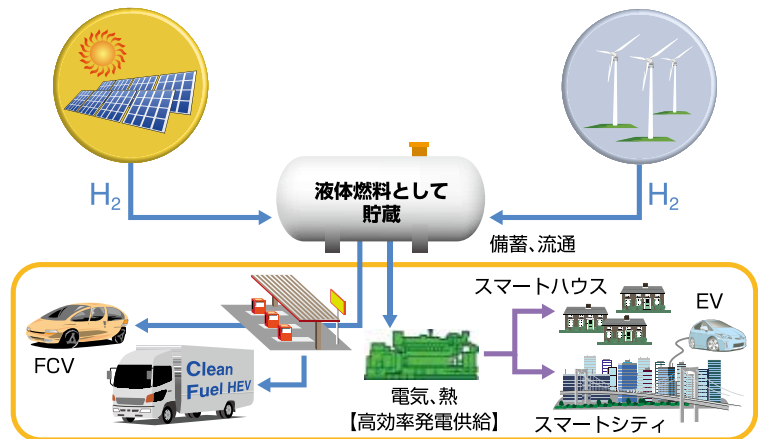 H₂
液体燃料として
貯蔵
H₂
備蓄、流通
スマートハウス
EV
FCV
Clean
Fuel HEV
電気、熱
【高効率発電供給】
スマートシティ